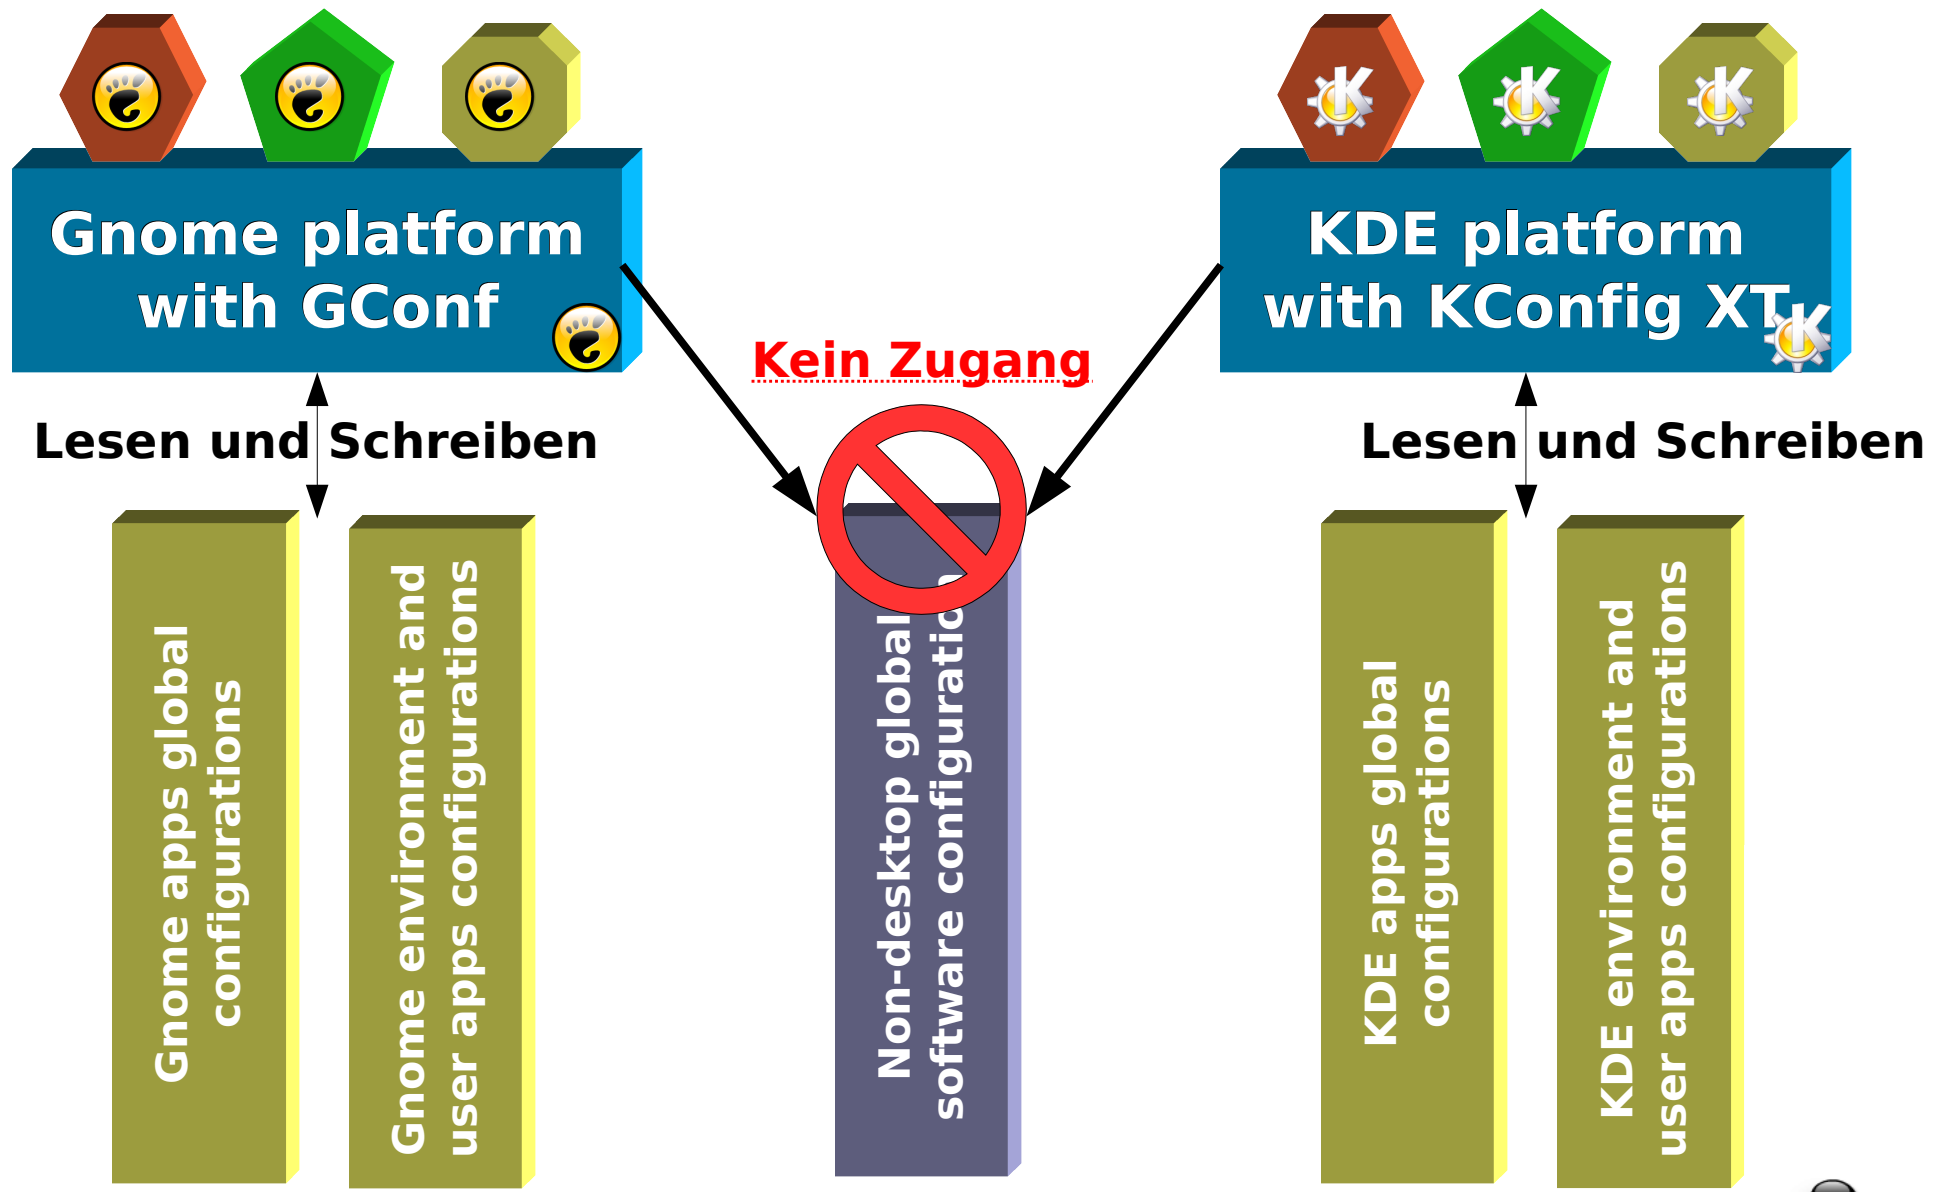 Gnome platform
with GConf
KDE platform
with KConfig XT
Kein Zugang
Lesen und Schreiben
Lesen und Schreiben
Gnome apps global
configurations
Gnome environment and
user apps configurations
Non-desktop global
software configuration
KDE apps global
configurations
KDE environment and
user apps configurations